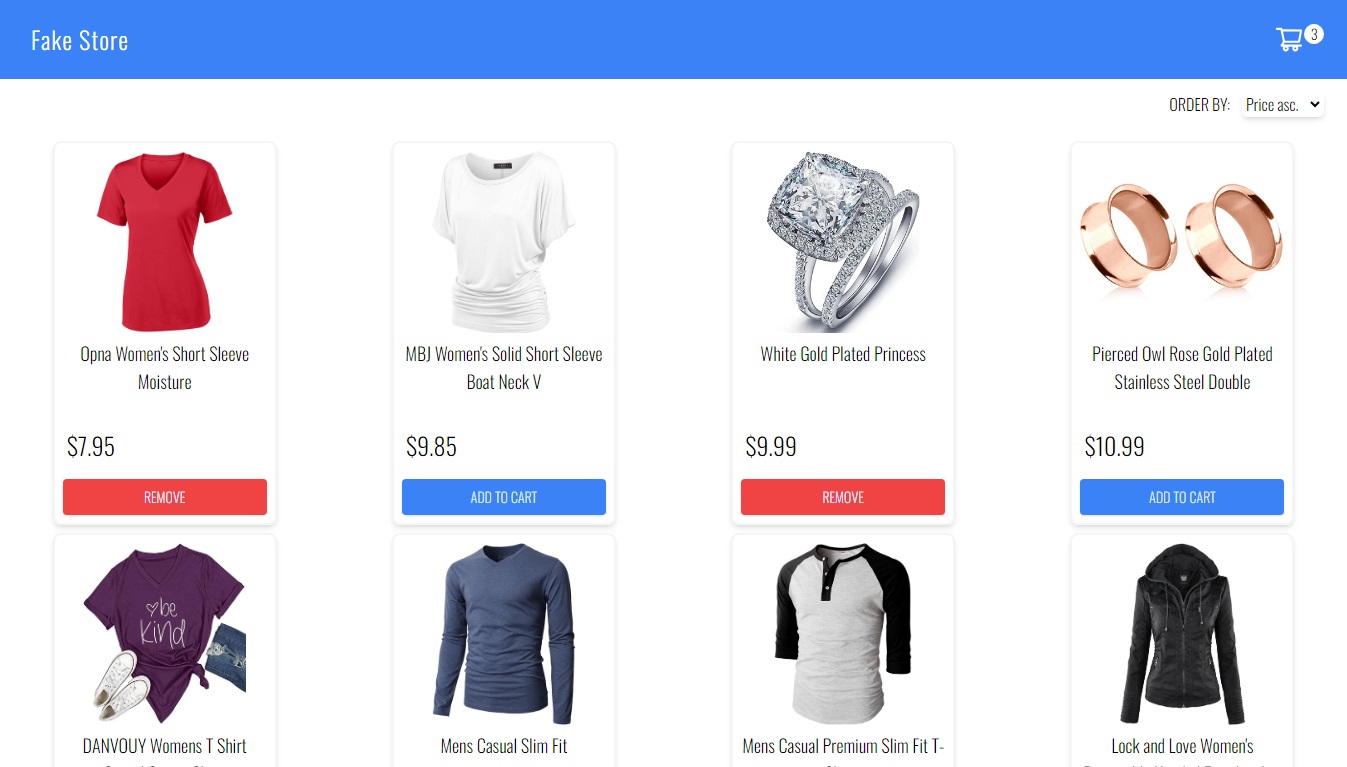 Fake Store
3
ORDER BY: Price asc.
Opna Women's Short Sleeve
Moisture
$7.95
REMOVE
MBJ Women's Solid Short Sleeve
Boat Neck V
$9.85
ADD TO CART
White Gold Plated Princess
$9.99
REMOVE
Pierced Owl Rose Gold Plated
Stainless Steel Double
$10.99
ADD TO CART
be
kind
DANVOUY Womens T Shirt
Mens Casual Slim Fit
Mens Casual Premium Slim Fit T-
Lock and Love Women's